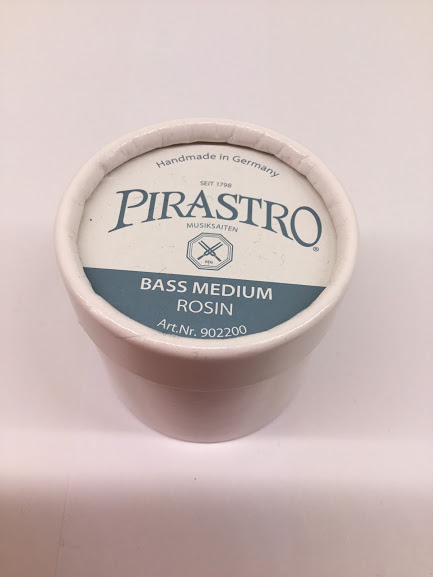 Handmade in Germany
SEIT 1798
PIRASTRO®
MUSIKSAITEN
BASS MEDIUM
ROSIN
Art.Nr. 902200